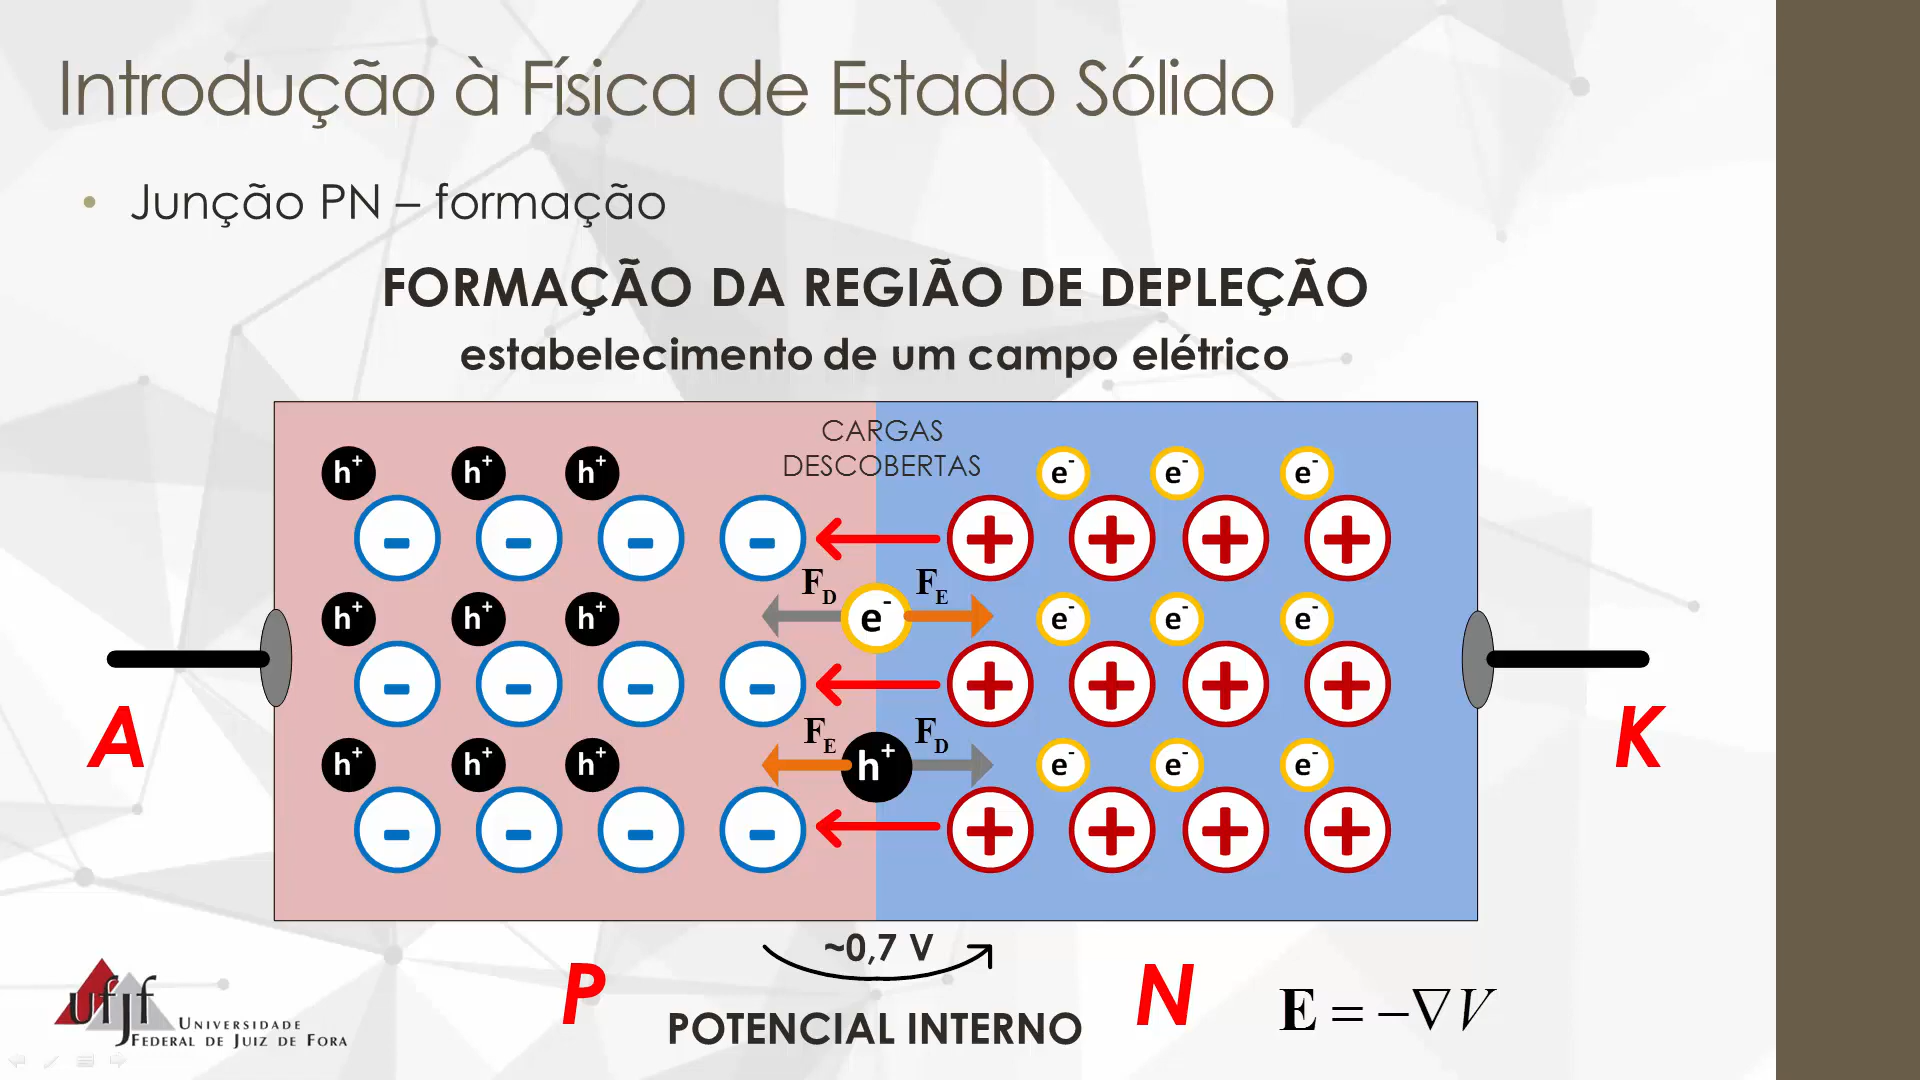 Introdução à Física de Estado Sólido
• Junção PN – formação
FORMAÇÃO DA REGIÃO DE DEPLEÇÃO
estabelecimento de um campo elétrico
CARGAS
DESCOBERTAS
h+ h+ h+ e- e- e-
- - - - + + + +
F_D F_E
h+ h+ h+ e- e- e- e-
- - - - + + + +
A K
F_E F_D
h+ h+ h+ h+ e- e- e-
- - - - + + + +
~0,7 V
P N
POTENCIAL INTERNO
E = −∇V
ufjf
UNIVERSIDADE
FEDERAL DE JUIZ DE FORA